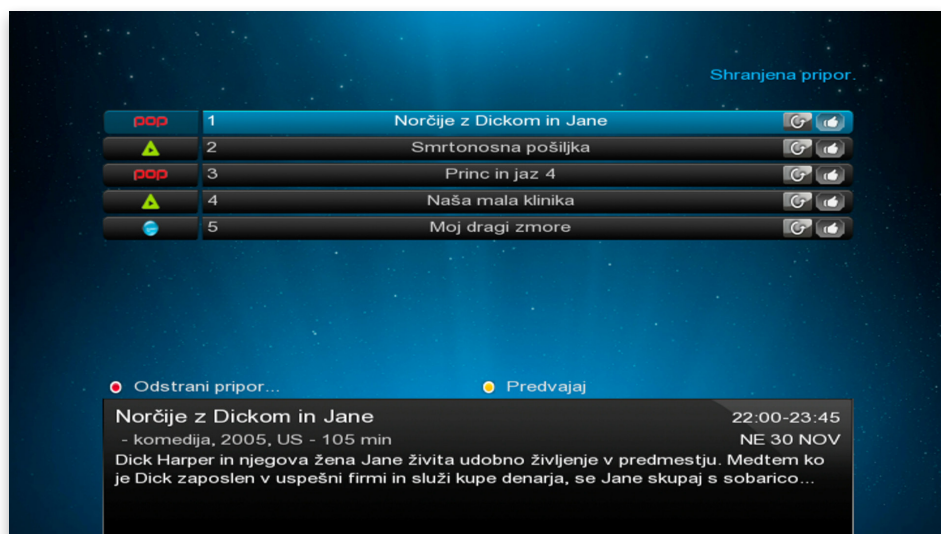 Shranjena pripor.
pop 1 Norčije z Dickom in Jane
2 Smrtonosna pošiljka
pop 3 Princ in jaz 4
4 Naša mala klinika
5 Moj dragi zmore
Odstrani pripor... Predvajaj
Norčije z Dickom in Jane 22:00-23:45
- komedija, 2005, US - 105 min NE 30 NOV
Dick Harper in njegova žena Jane živita udobno življenje v predmestju. Medtem ko
je Dick zaposlen v uspešni firmi in služi kupe denarja, se Jane skupaj s sobarico...